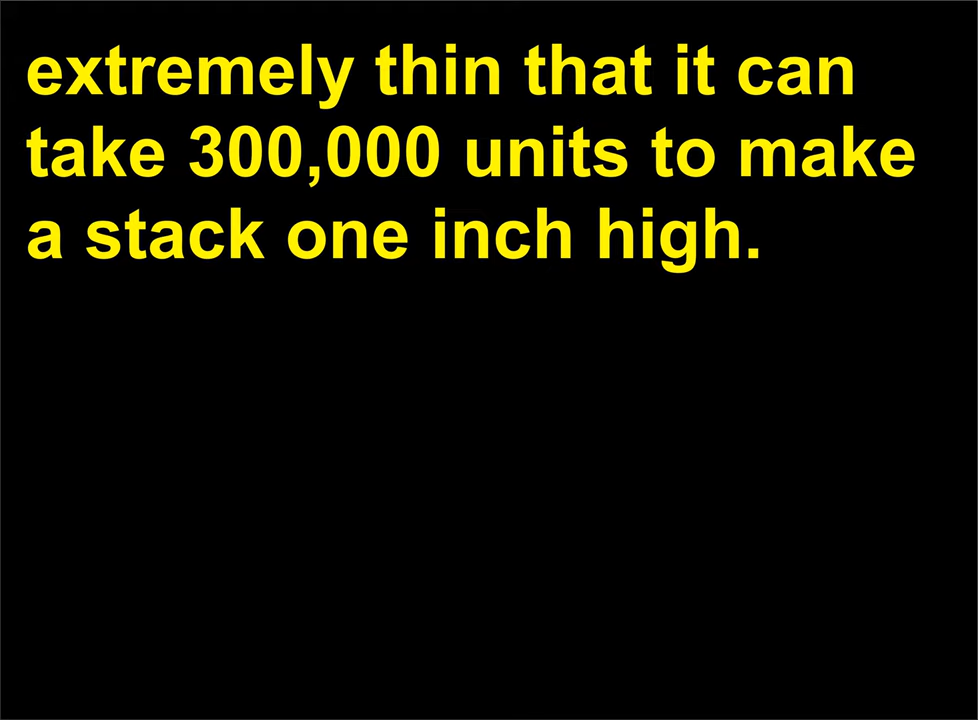 extremely thin that it can
take 300,000 units to make
a stack one inch high.